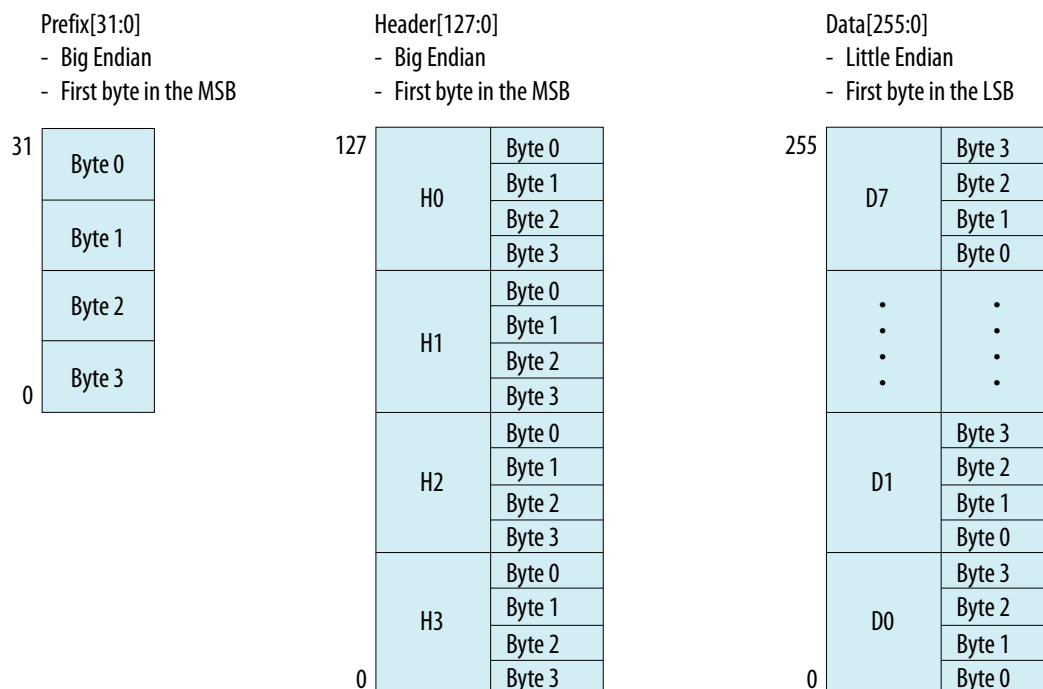 Prefix[31:0]
- Big Endian
- First byte in the MSB
31
Byte 0
Byte 1
Byte 2
Byte 3
0
Header[127:0]
- Big Endian
- First byte in the MSB
127
H0
Byte 0
Byte 1
Byte 2
Byte 3
H1
Byte 0
Byte 1
Byte 2
Byte 3
H2
Byte 0
Byte 1
Byte 2
Byte 3
H3
Byte 0
Byte 1
Byte 2
Byte 3
0
Data[255:0]
- Little Endian
- First byte in the LSB
255
D7
Byte 3
Byte 2
Byte 1
Byte 0
D1
Byte 3
Byte 2
Byte 1
Byte 0
D0
Byte 3
Byte 2
Byte 1
Byte 0
0